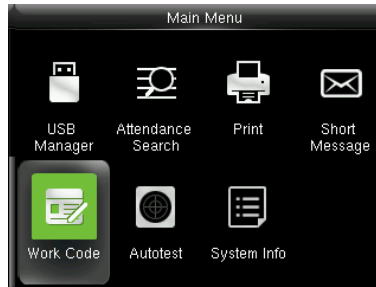 Main Menu
USB
Manager
Attendance
Search
Print
Short
Message
Work Code
Autotest
System Info